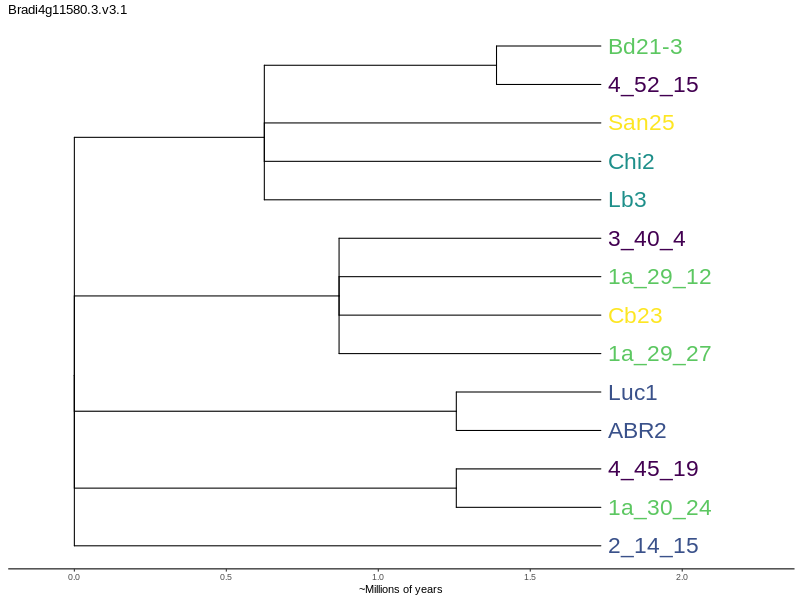 Bradi4g11580.3.v3.1
Bd21-3
4_52_15
San25
Chi2
Lb3
3_40_4
1a_29_12
Cb23
1a_29_27
Luc1
ABR2
4_45_19
1a_30_24
2_14_15
0.0 0.5 1.0 1.5 2.0
~Millions of years